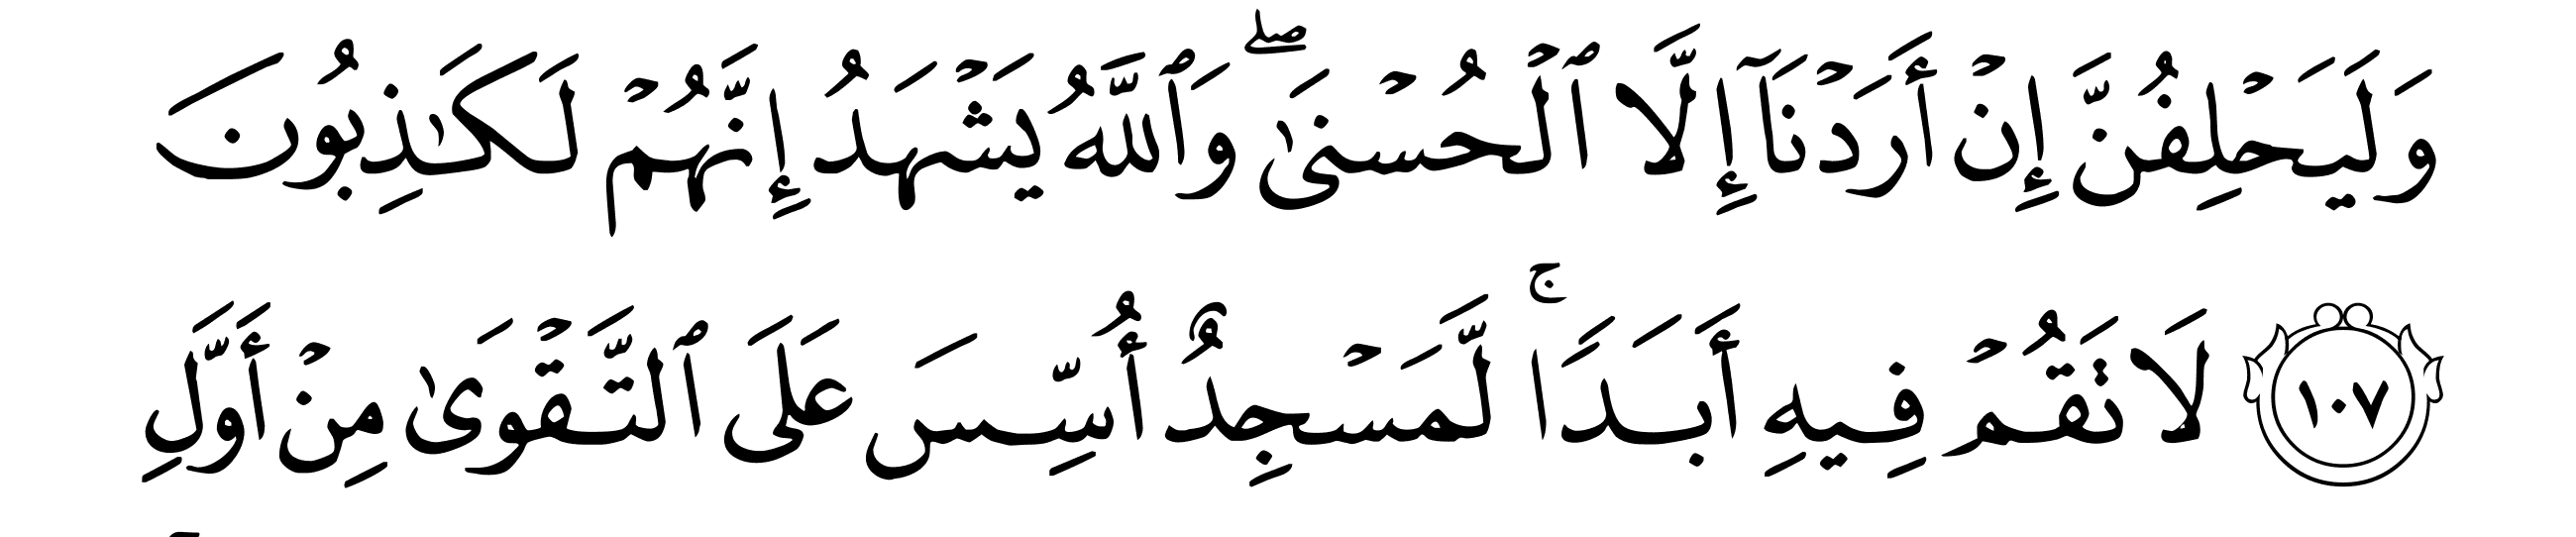 وَلَيَحۡلِفُنَّ إِنۡ أَرَدۡنَآ إِلَّا ٱلۡحُسۡنَىٰۖ وَٱللَّهُ يَشۡهَدُ إِنَّهُمۡ لَكَٰذِبُونَ
١٠٧ لَا تَقُمۡ فِيهِ أَبَدٗاۚ لَّمَسۡجِدٌ أُسِّسَ عَلَى ٱلتَّقۡوَىٰ مِنۡ أَوَّلِ